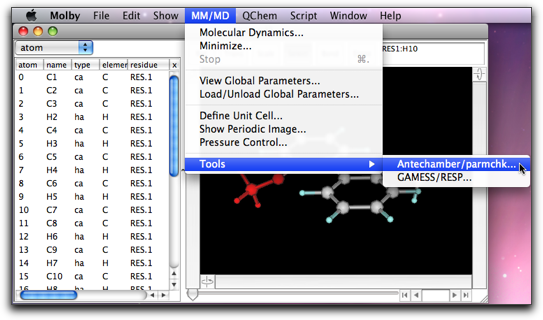 Molby File Edit Show MM/MD QChem Script Window Help
atom
atom name type elemer residue x
0 C1 ca C RES.1
1 C2 ca C RES.1
2 C3 ca C RES.1
3 H2 ha H RES.1
4 C4 ca C RES.1
5 H3 ha H RES.1
6 C5 ca C RES.1
7 H4 ha H RES.1
8 C6 ca C RES.1
9 H5 ha H RES.1
10 C7 ca C RES.1
11 C8 ca C RES.1
12 H6 ha H RES.1
13 C9 ca C RES.1
14 H7 ha H RES.1
15 C10 ca C RES.1
16 H8 ha H RES.1
Molecular Dynamics...
Minimize...
Stop ⌘.
View Global Parameters...
Load/Unload Global Parameters...
Define Unit Cell...
Show Periodic Image...
Pressure Control...
Tools
RES1:H10
Antechamber/parmchk...
GAMESS/RESP...